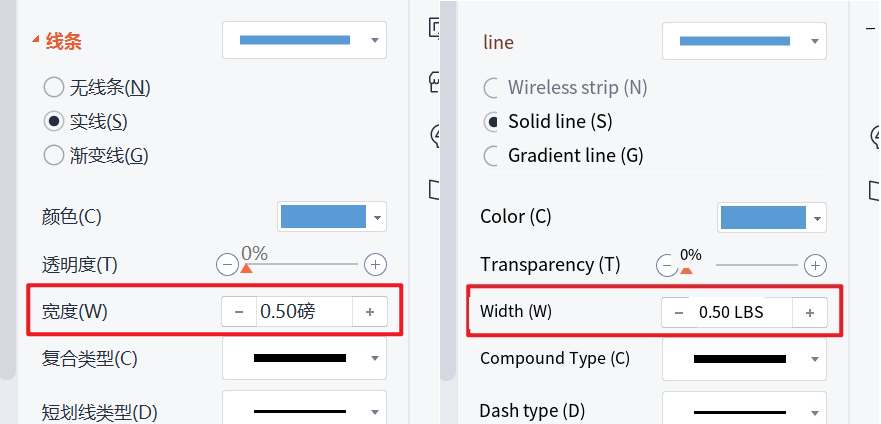 线条
无线条(N)
实线(S)
渐变线(G)
颜色(C)
透明度(T)
0%
宽度(W)
0.50磅
复合类型(C)
短划线类型(D)
line
Wireless strip (N)
Solid line (S)
Gradient line (G)
Color (C)
Transparency (T)
0%
Width (W)
0.50 LBS
Compound Type (C)
Dash type (D)